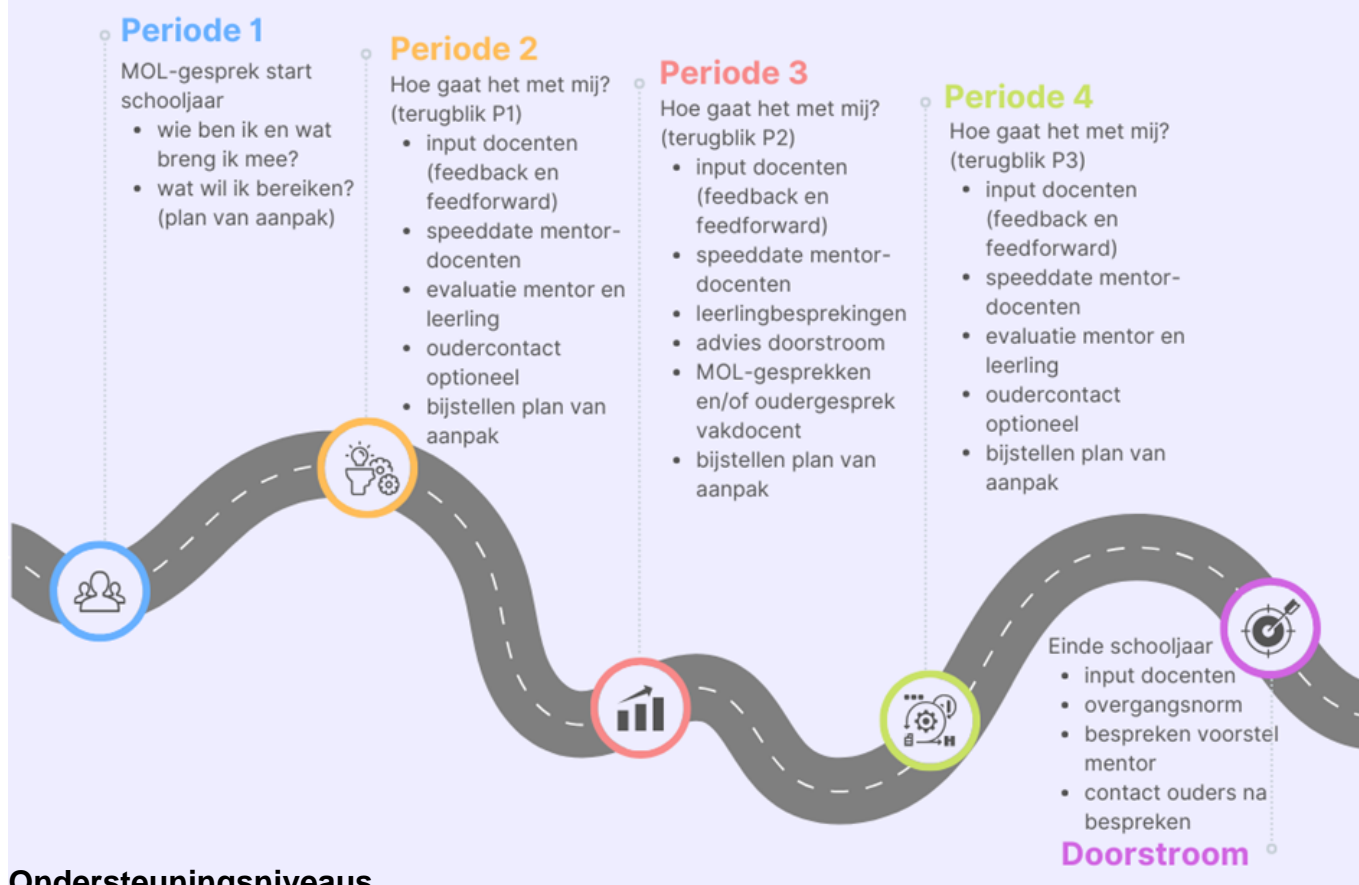 Periode 1
MOL-gesprek start
schooljaar
• wie ben ik en wat
breng ik mee?
• wat wil ik bereiken?
(plan van aanpak)
Periode 2
Hoe gaat het met mij?
(terugblik P1)
• input docenten
(feedback en
feedforward)
• speeddate mentor-
docenten
• evaluatie mentor en
leerling
• oudercontact
optioneel
• bijstellen plan van
aanpak
Periode 3
Hoe gaat het met mij?
(terugblik P2)
• input docenten
(feedback en
feedforward)
• speeddate mentor-
docenten
• leerlingbesprekingen
• advies doorstroom
• MOL-gesprekken
en/of oudergesprek
vakdocent
• bijstellen plan van
aanpak
Periode 4
Hoe gaat het met mij?
(terugblik P3)
• input docenten
(feedback en
feedforward)
• speeddate mentor-
docenten
• evaluatie mentor en
leerling
• oudercontact
optioneel
• bijstellen plan van
aanpak
Einde schooljaar
• input docenten
• overgangsnorm
• bespreken voorstel
mentor
• contact ouders na
bespreken
Doorstroom
Ondersteuningsniveaus